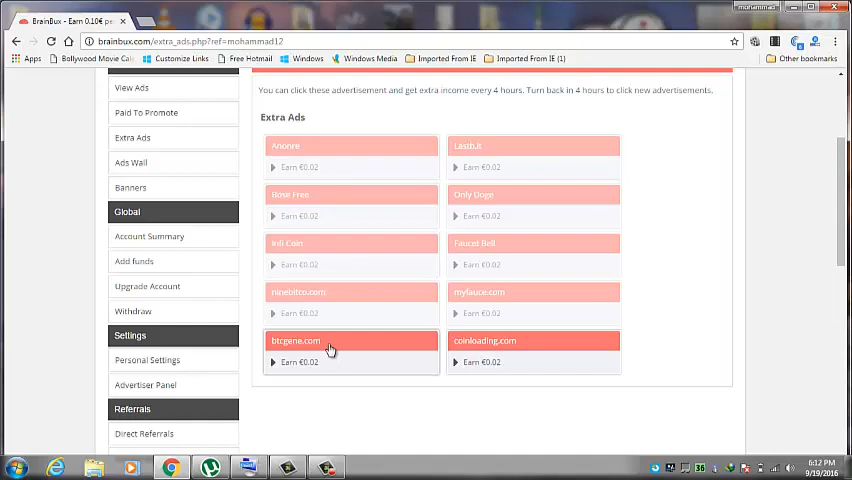 mohammad
BrainBux - Earn 0.10€ pe
brainbux.com/extra_ads.php?ref=mohammad12
Apps
Bollywood Movie Calc
Customize Links
Free Hotmail
Windows
Windows Media
Imported From IE
Imported From IE (1)
Other bookmarks
View Ads
Paid To Promote
Extra Ads
Ads Wall
Banners
Global
Account Summary
Add funds
Upgrade Account
Withdraw
Settings
Personal Settings
Advertiser Panel
Referrals
Direct Referrals
You can click these advertisement and get extra income every 4 hours. Turn back in 4 hours to click new advertisements.
Extra Ads
Anonre
Earn €0.02
Lastb.it
Earn €0.02
Bose Free
Earn €0.02
Only Doge
Earn €0.02
Infi Coin
Earn €0.02
Faucet Bell
Earn €0.02
ninebitco.com
Earn €0.02
myfauce.com
Earn €0.02
btcgene.com
Earn €0.02
coinloading.com
Earn €0.02
36
6:12 PM
9/19/2016